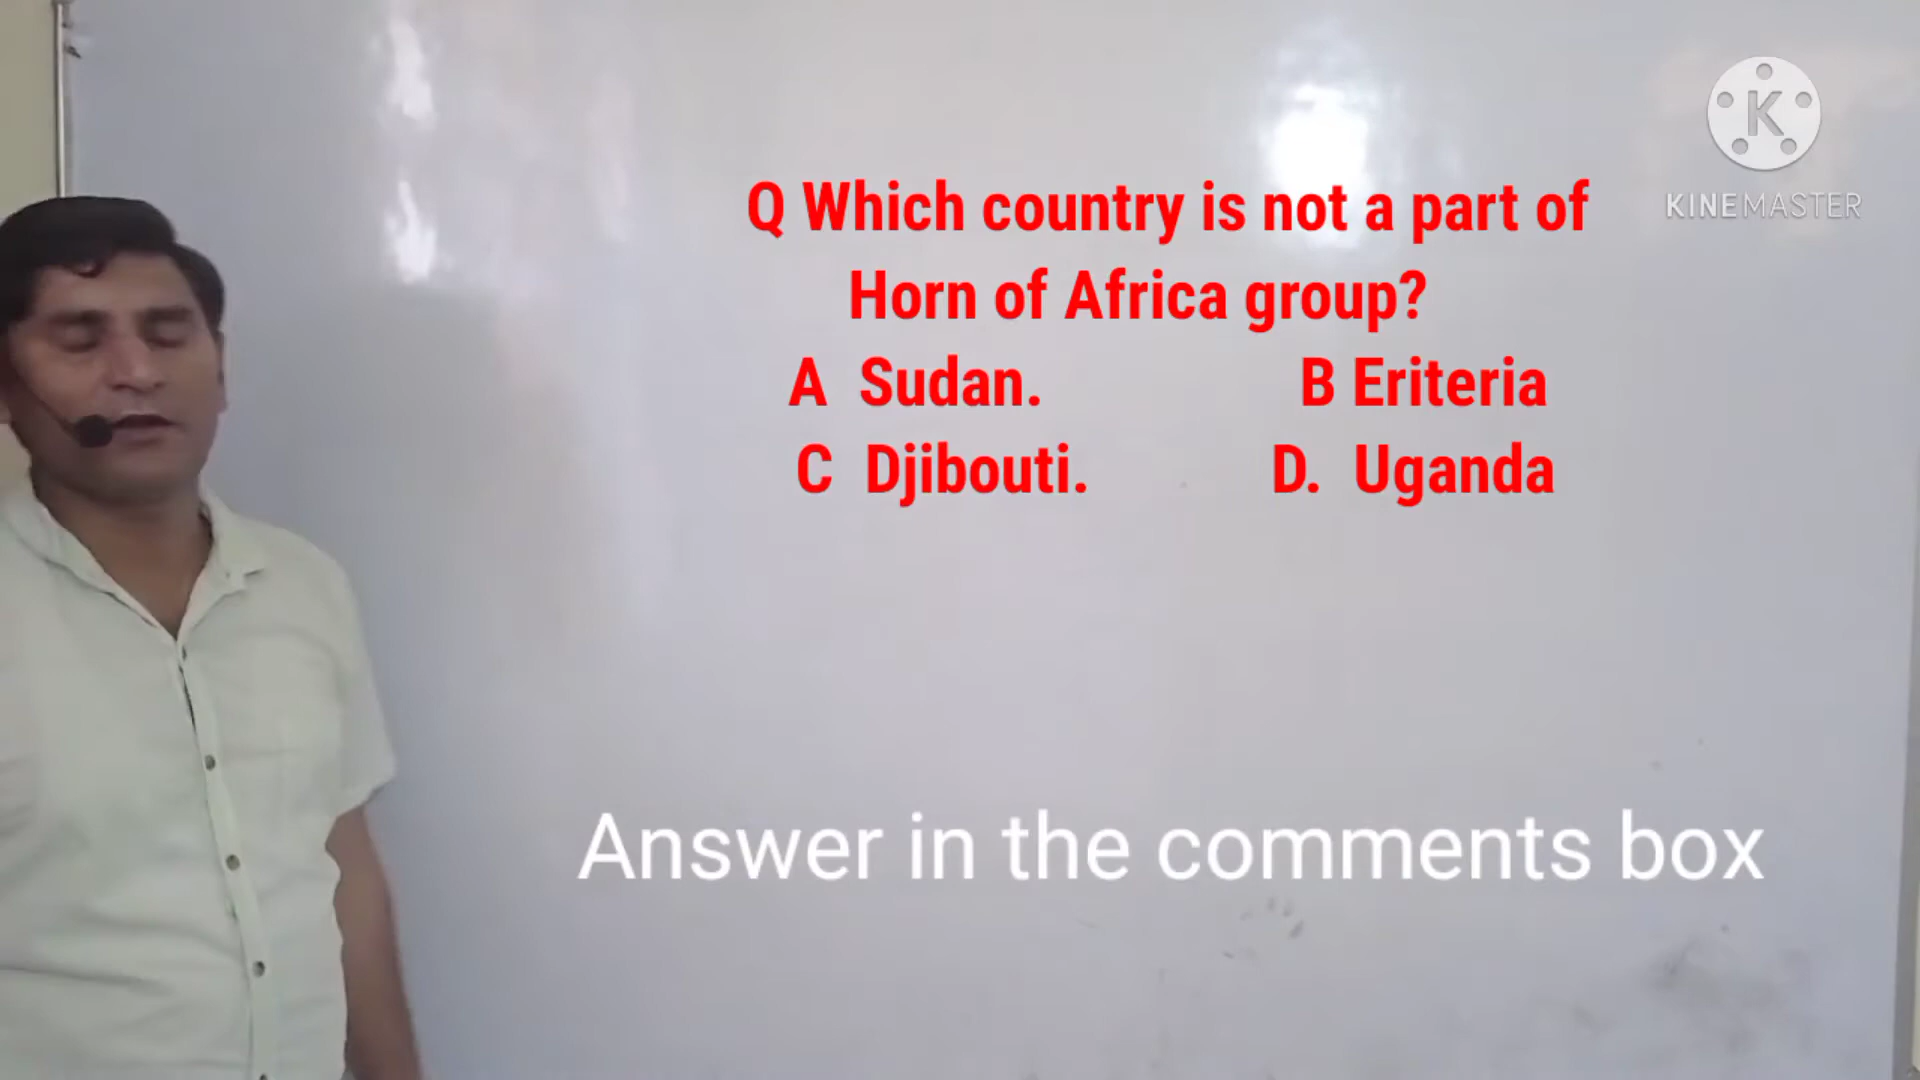 K
KINEMASTER
Q Which country is not a part of
Horn of Africa group?
A Sudan. B Eriteria
C Djibouti. D. Uganda
Answer in the comments box